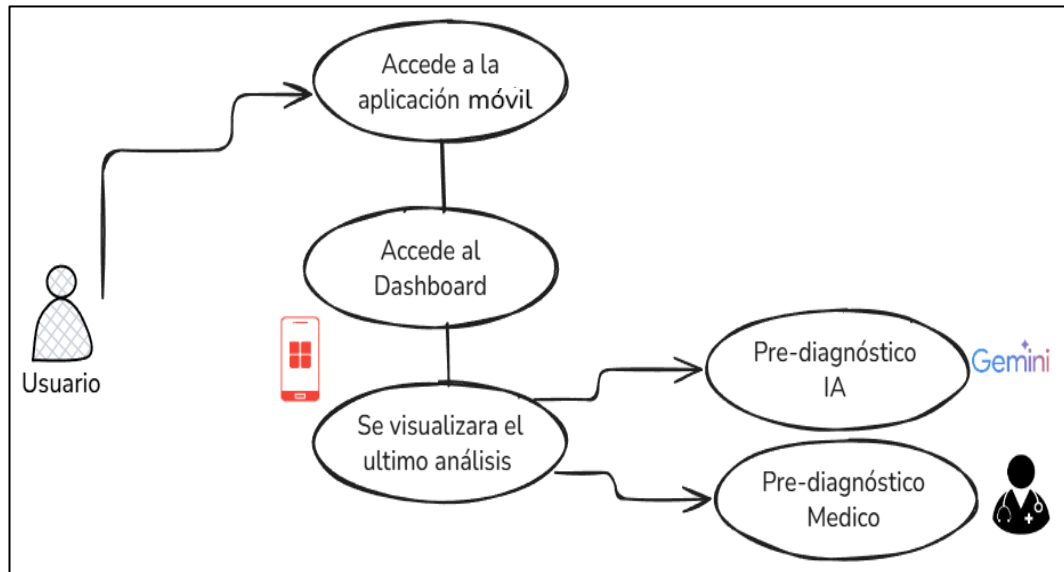 Accede a la
aplicación móvil
Accede al
Dashboard
Usuario
Se visualizara el
ultimo análisis
Pre-diagnóstico
IA
Gemini
Pre-diagnóstico
Medico